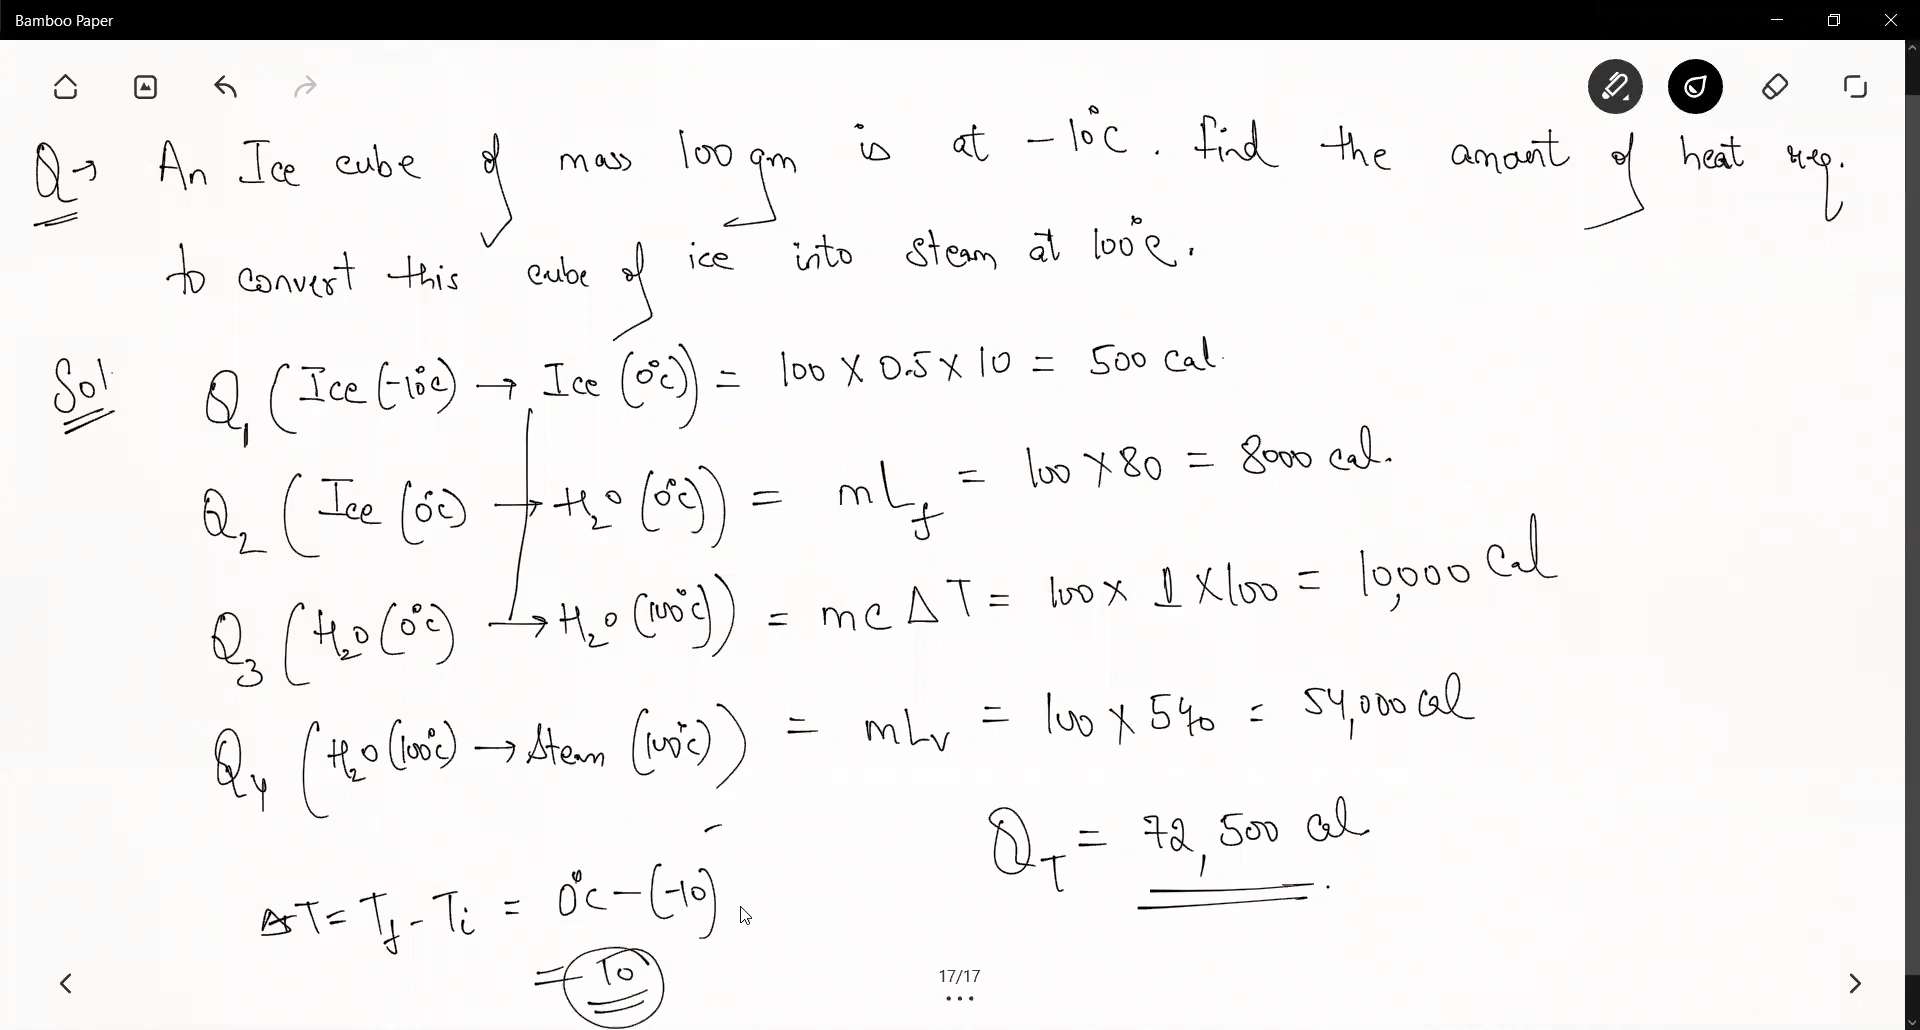 Bamboo Paper
Q→ An Ice cube of mass 100 gm is at -10°C. find the amount of heat req.
to convert this cube of ice into steam at 100°C.
Sol. Q₁ (Ice (-10°C) → Ice (0°C)) = 100 X 0.5 X 10 = 500 Cal.
Q₂ (Ice (0°C) → H₂O (0°C)) = mL_f = 100 X 80 = 8000 cal.
Q₃ (H₂O (0°C) → H₂O (100°C)) = mcΔT = 100 X 1 X 100 = 10,000 Cal
Q₄ (H₂O (100°C) → Steam (100°C)) = mLv = 100 X 540 = 54,000 Cal
Q_T = 72,500 Cal
ΔT = T_f - T_i = 0°C - (-10)
= 10
17/17